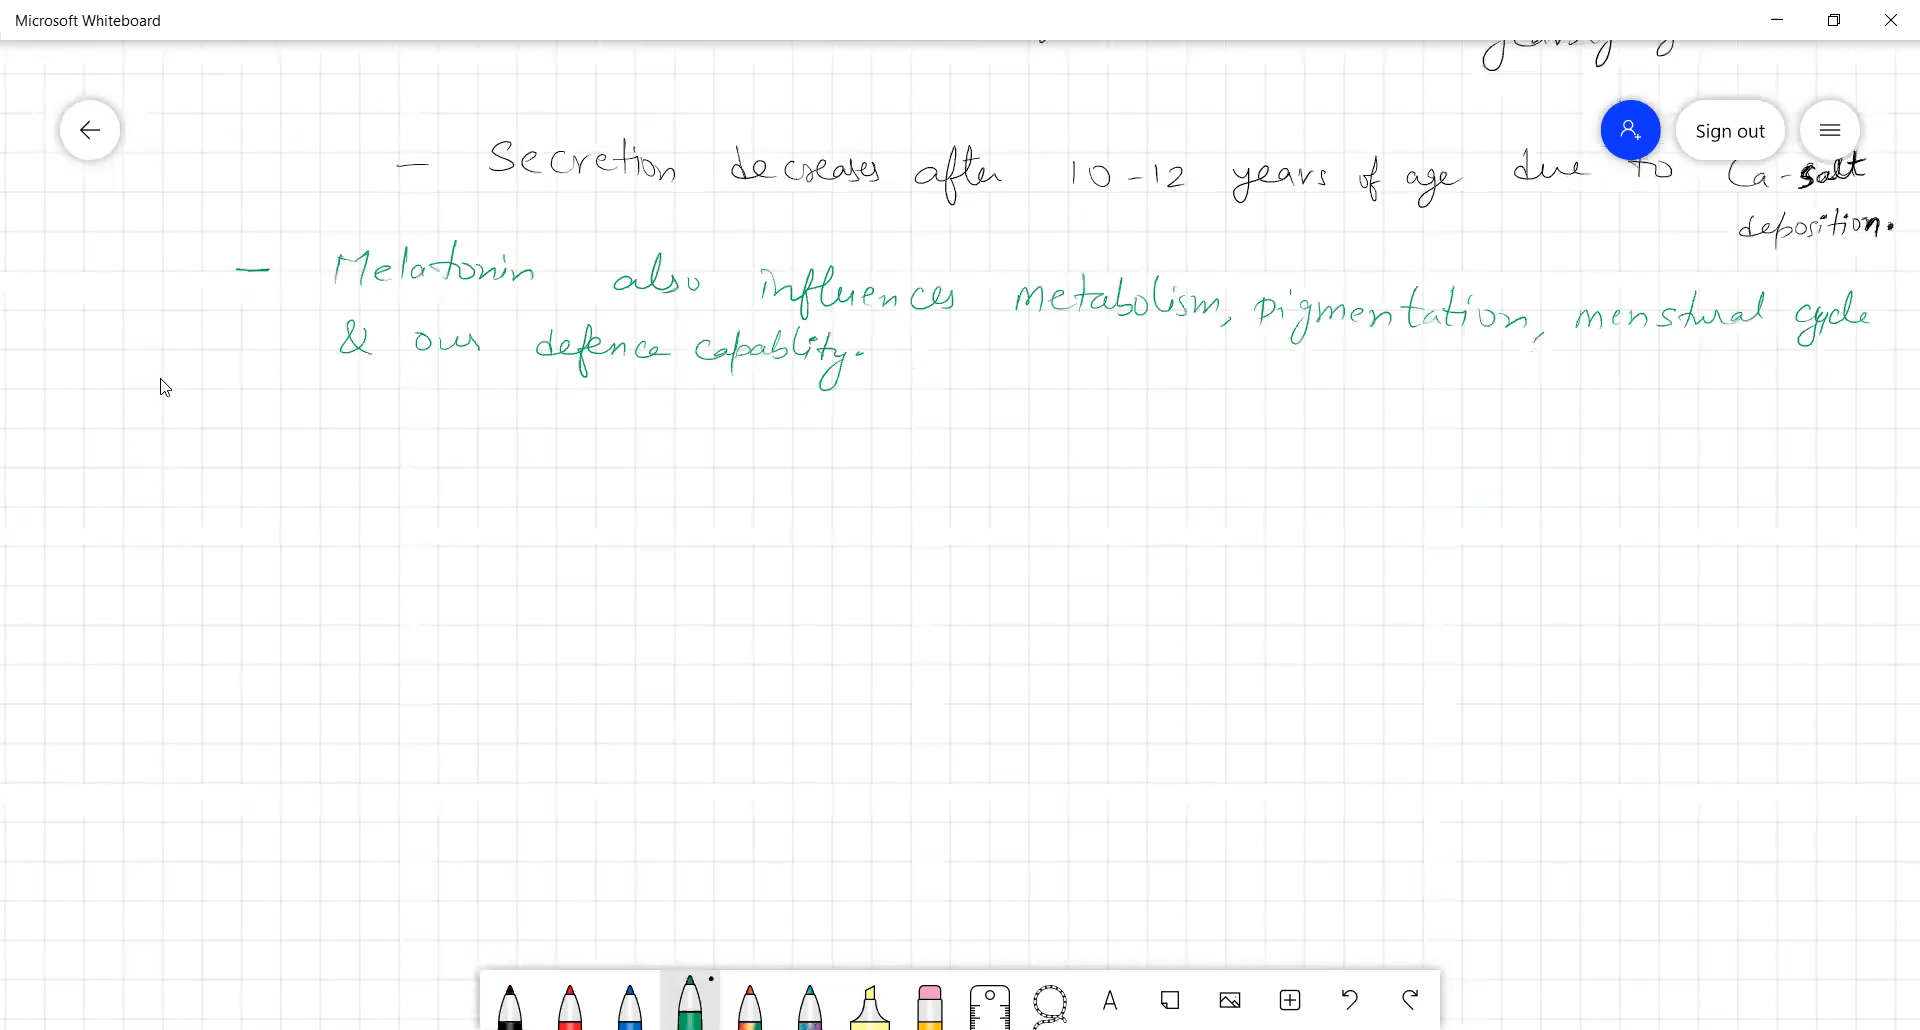 Microsoft Whiteboard
Sign out
– Secretion decreases after 10-12 years of age due to Ca-salt
deposition.
– Melatonin also influences metabolism, pigmentation, menstural cycle
& our defence capablity.
A